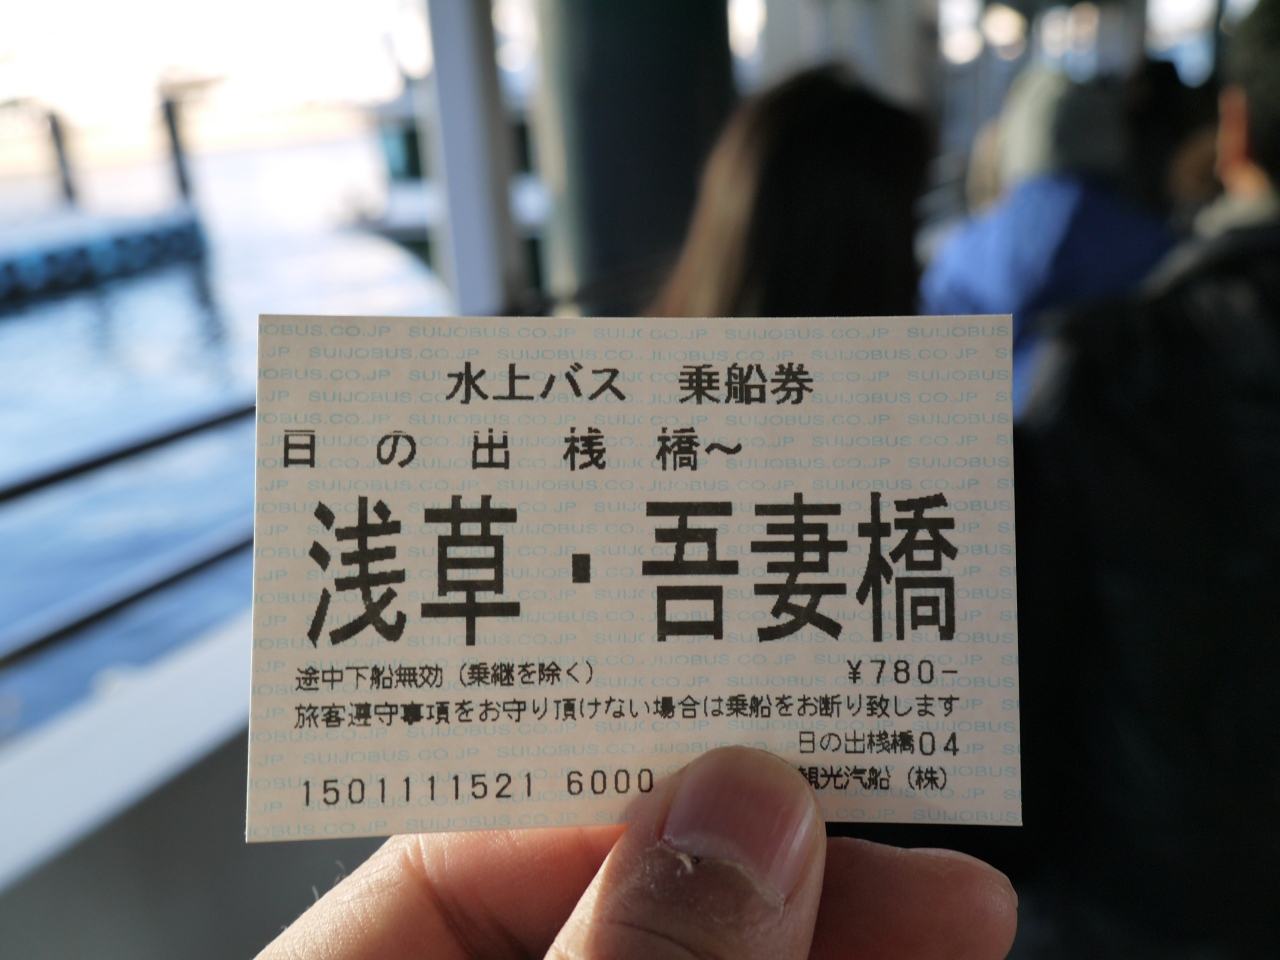 水上バス 乗船券
日の出桟橋~
浅草・吾妻橋
途中下船無効（乗継を除く） ¥780-
旅客遵守事項をお守り頂けない場合は乗船をお断り致します
日の出桟橋04
1501111521 6000 観光汽船（株）